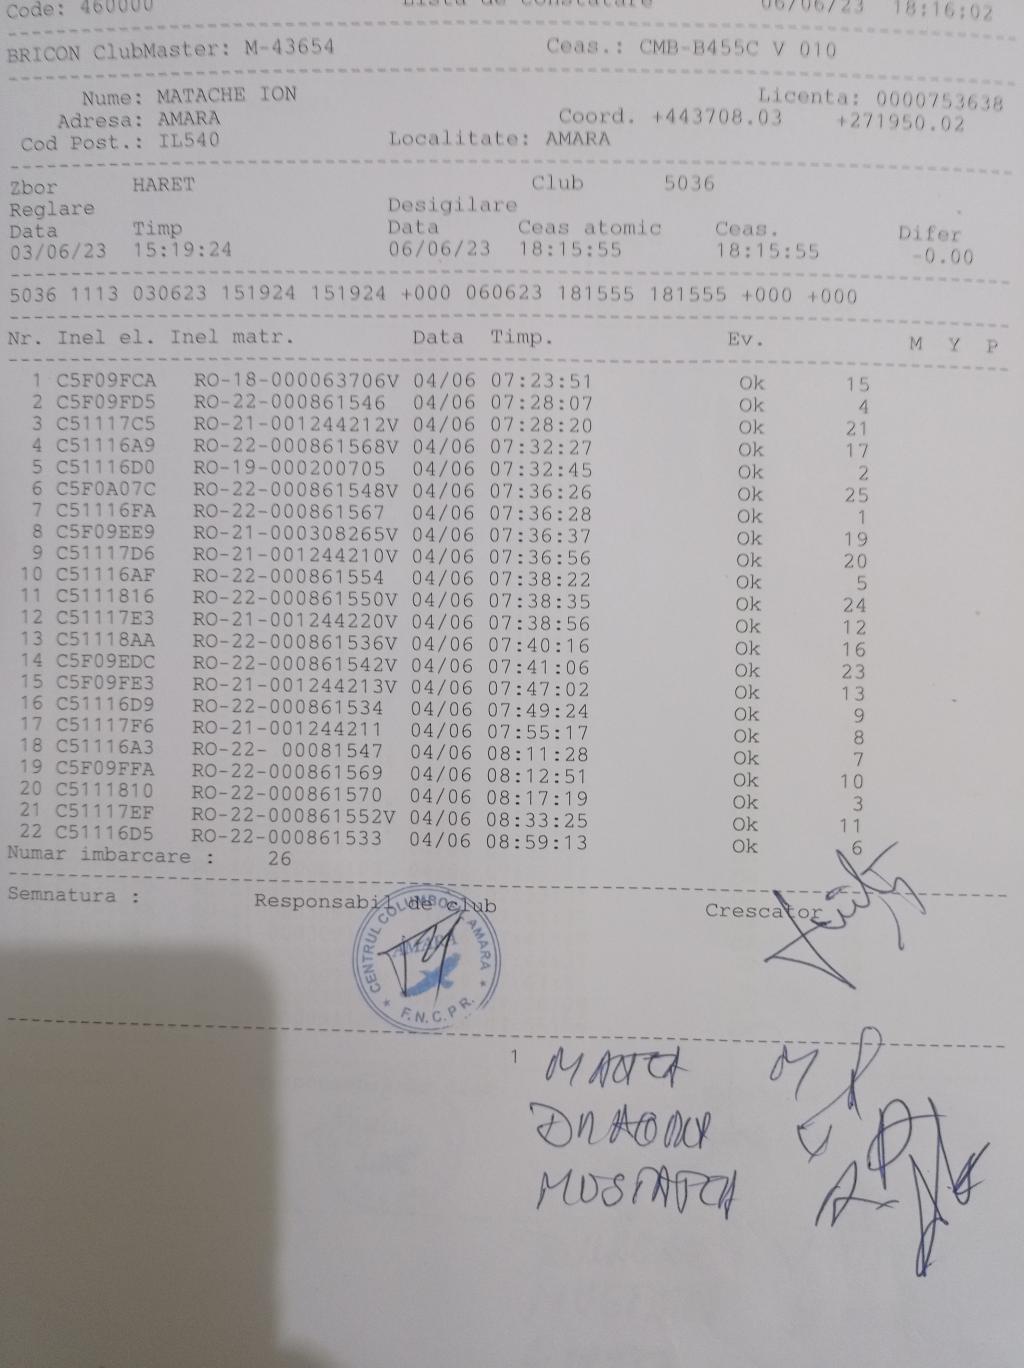 Code: 460000 Lista de constatare 06/06/23 18:16:02
BRICON ClubMaster: M-43654 Ceas.: CMB-B455C V 010
Nume: MATACHE ION Licenta: 0000753638
Adresa: AMARA Coord. +443708.03 +271950.02
Cod Post.: IL540 Localitate: AMARA
Zbor HARET Club 5036
Reglare Desigilare
Data Timp Data Ceas atomic Ceas. Difer
03/06/23 15:19:24 06/06/23 18:15:55 18:15:55 -0.00
5036 1113 030623 151924 151924 +000 060623 181555 181555 +000 +000
Nr. Inel el. Inel matr. Data Timp. Ev. M Y P
1 C5F09FCA RO-18-000063706V 04/06 07:23:51 Ok 15
2 C5F09FD5 RO-22-000861546 04/06 07:28:07 Ok 4
3 C51117C5 RO-21-001244212V 04/06 07:28:20 Ok 21
4 C51116A9 RO-22-000861568V 04/06 07:32:27 Ok 17
5 C51116D0 RO-19-000200705 04/06 07:32:45 Ok 2
6 C5F0A07C RO-22-000861548V 04/06 07:36:26 Ok 25
7 C51116FA RO-22-000861567 04/06 07:36:28 Ok 1
8 C5F09EE9 RO-21-000308265V 04/06 07:36:37 Ok 19
9 C51117D6 RO-21-001244210V 04/06 07:36:56 Ok 20
10 C51116AF RO-22-000861554 04/06 07:38:22 Ok 5
11 C5111816 RO-22-000861550V 04/06 07:38:35 Ok 24
12 C51117E3 RO-21-001244220V 04/06 07:38:56 Ok 12
13 C51118AA RO-22-000861536V 04/06 07:40:16 Ok 16
14 C5F09EDC RO-22-000861542V 04/06 07:41:06 Ok 23
15 C5F09FE3 RO-21-001244213V 04/06 07:47:02 Ok 13
16 C51116D9 RO-22-000861534 04/06 07:49:24 Ok 9
17 C51117F6 RO-21-001244211 04/06 07:55:17 Ok 8
18 C51116A3 RO-22- 00081547 04/06 08:11:28 Ok 7
19 C5F09FFA RO-22-000861569 04/06 08:12:51 Ok 10
20 C5111810 RO-22-000861570 04/06 08:17:19 Ok 3
21 C51117EF RO-22-000861552V 04/06 08:33:25 Ok 11
22 C51116D5 RO-22-000861533 04/06 08:59:13 Ok 6
Numar imbarcare : 26
Semnatura : Responsabil de club Crescator
CENTRUL COLUMBOFIL AMARA
AMARA
F.N.C.P.R.
1